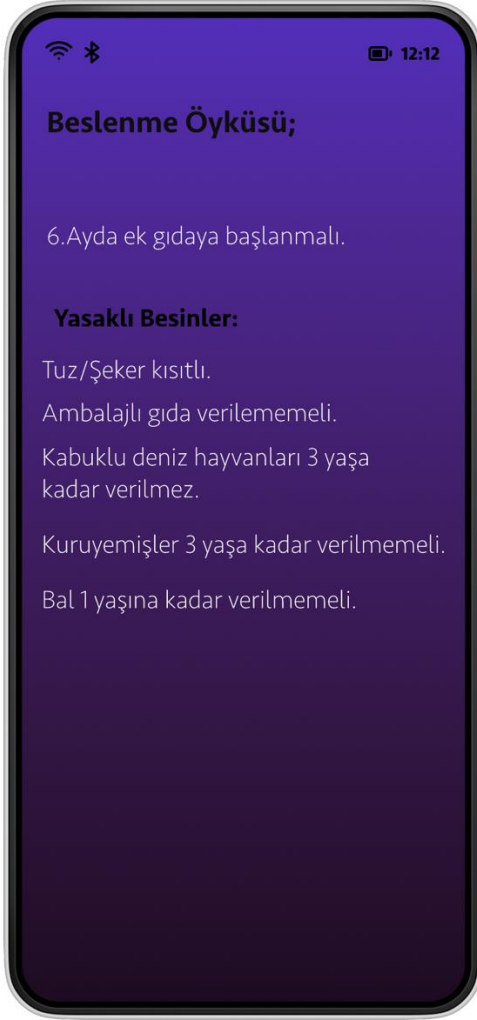 12:12
Beslenme Öyküsü;
6.Ayda ek gıdaya başlanmalı.
Yasaklı Besinler:
Tuz/Şeker kısıtlı.
Ambalajlı gıda verilememeli.
Kabuklu deniz hayvanları 3 yaşa
kadar verilmez.
Kuruyemişler 3 yaşa kadar verilmemeli.
Bal 1 yaşına kadar verilmemeli.